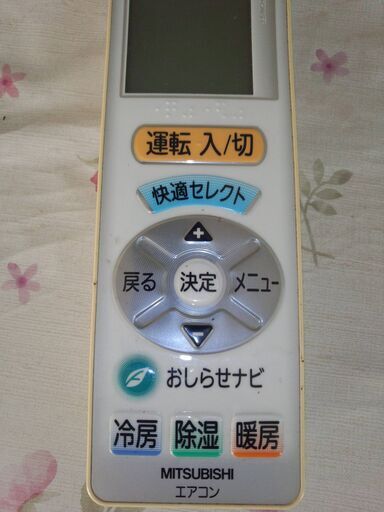 運転 入/切
快適セレクト
+
戻る 決定 メニュー
-
おしらせナビ
冷房 除湿 暖房
MITSUBISHI
エアコン